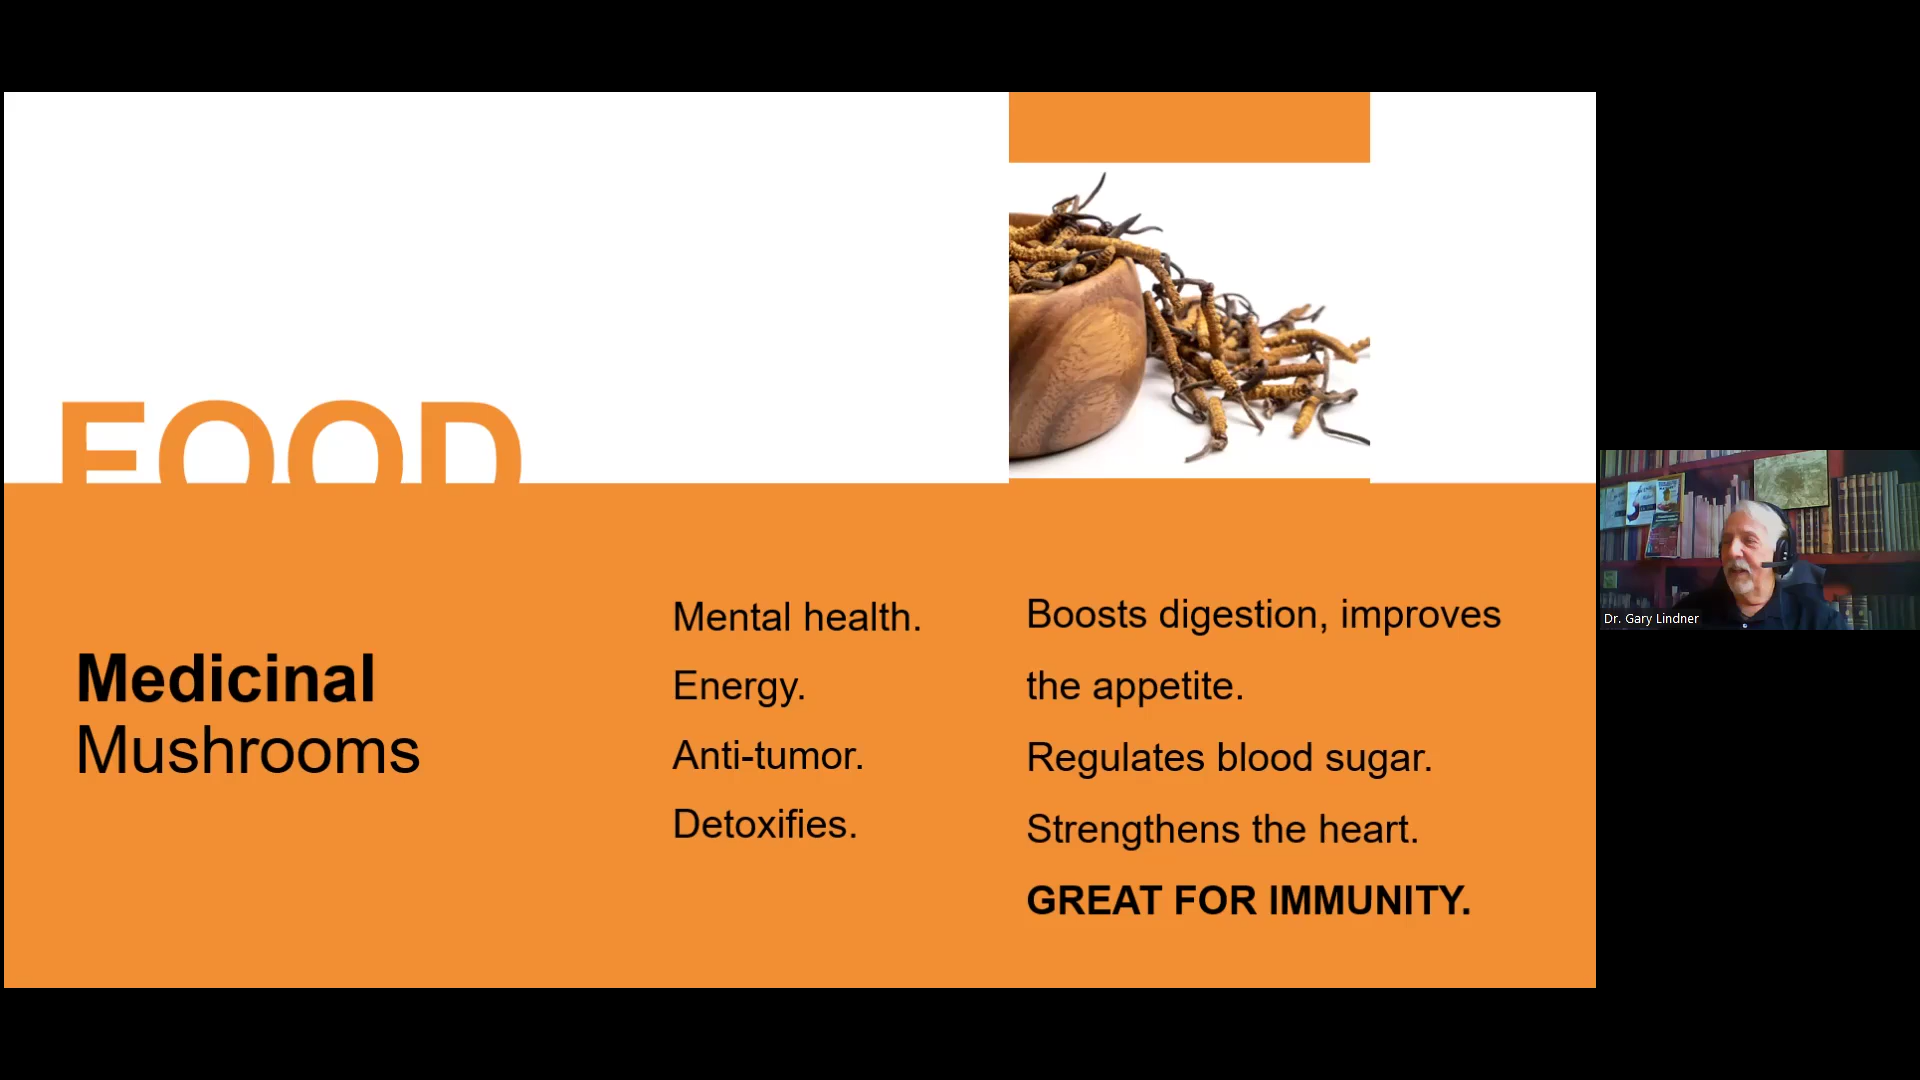 FOOD
Medicinal
Mushrooms
Mental health.
Energy.
Anti-tumor.
Detoxifies.
Boosts digestion, improves
the appetite.
Regulates blood sugar.
Strengthens the heart.
GREAT FOR IMMUNITY.
Dr. Gary Lindner